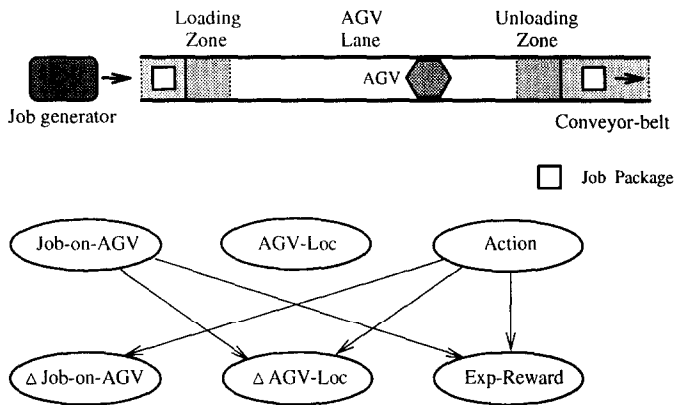 Loading Zone
AGV Lane
Unloading Zone
AGV
Job generator
Conveyor-belt
Job Package
Job-on-AGV
AGV-Loc
Action
Δ Job-on-AGV
Δ AGV-Loc
Exp-Reward